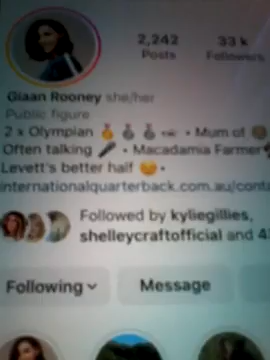 2,242
33 k
Posts
Followers
Giaan Rooney she/her
Public figure
2 x Olympian 🥇 🥈 🥈 • Mum of
Often talking 🎤 • Macadamia Farmer
Levett's better half 😊 •
internationalquarterback.com.au/conta
Followed by kyliegillies,
shelleycraftofficial and 4
Following
Message